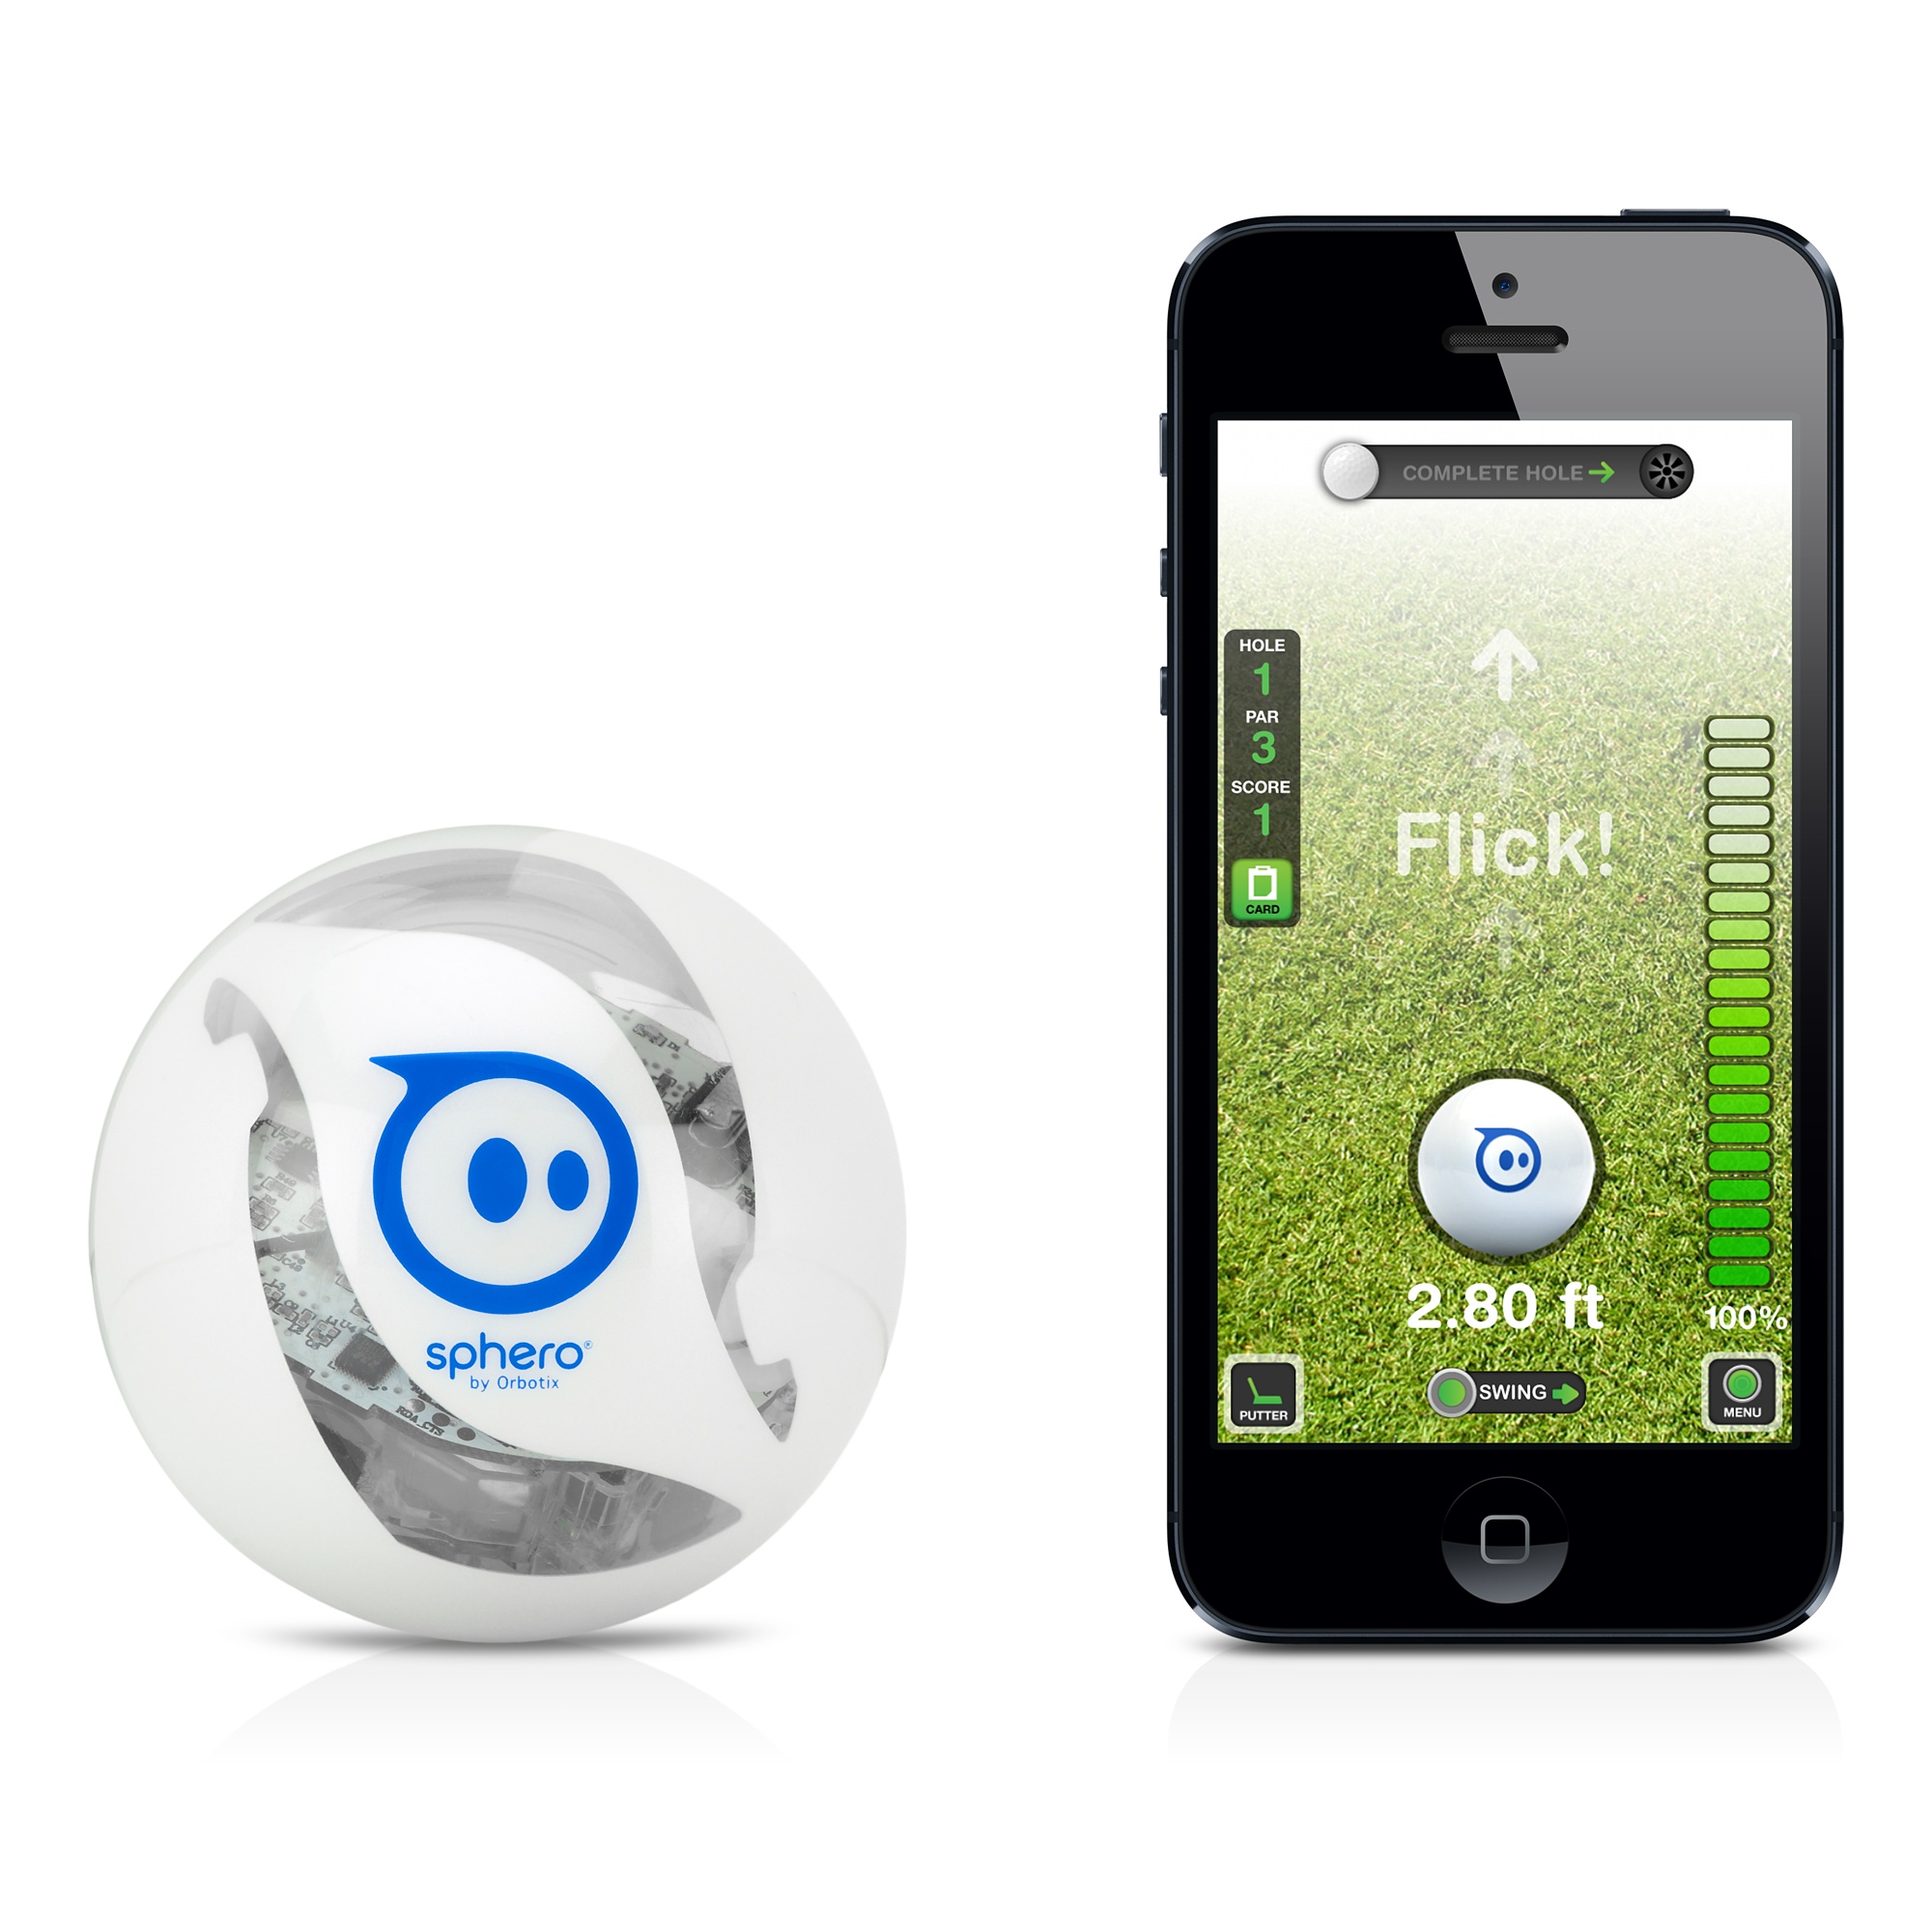 sphero®
by Orbotix
RDA_CTS
COMPLETE HOLE
HOLE
1
PAR
3
SCORE
1
CARD
Flick!
2.80 ft
100%
PUTTER
SWING
MENU